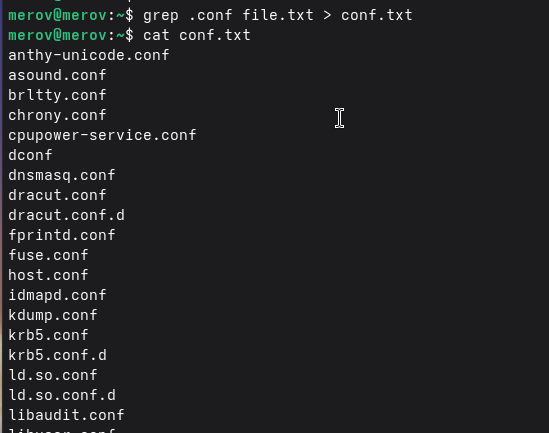 merov@merov:~$ grep .conf file.txt > conf.txt
merov@merov:~$ cat conf.txt
anthy-unicode.conf
asound.conf
brltty.conf
chrony.conf
cpupower-service.conf
dconf
dnsmasq.conf
dracut.conf
dracut.conf.d
fprintd.conf
fuse.conf
host.conf
idmapd.conf
kdump.conf
krb5.conf
krb5.conf.d
ld.so.conf
ld.so.conf.d
libaudit.conf